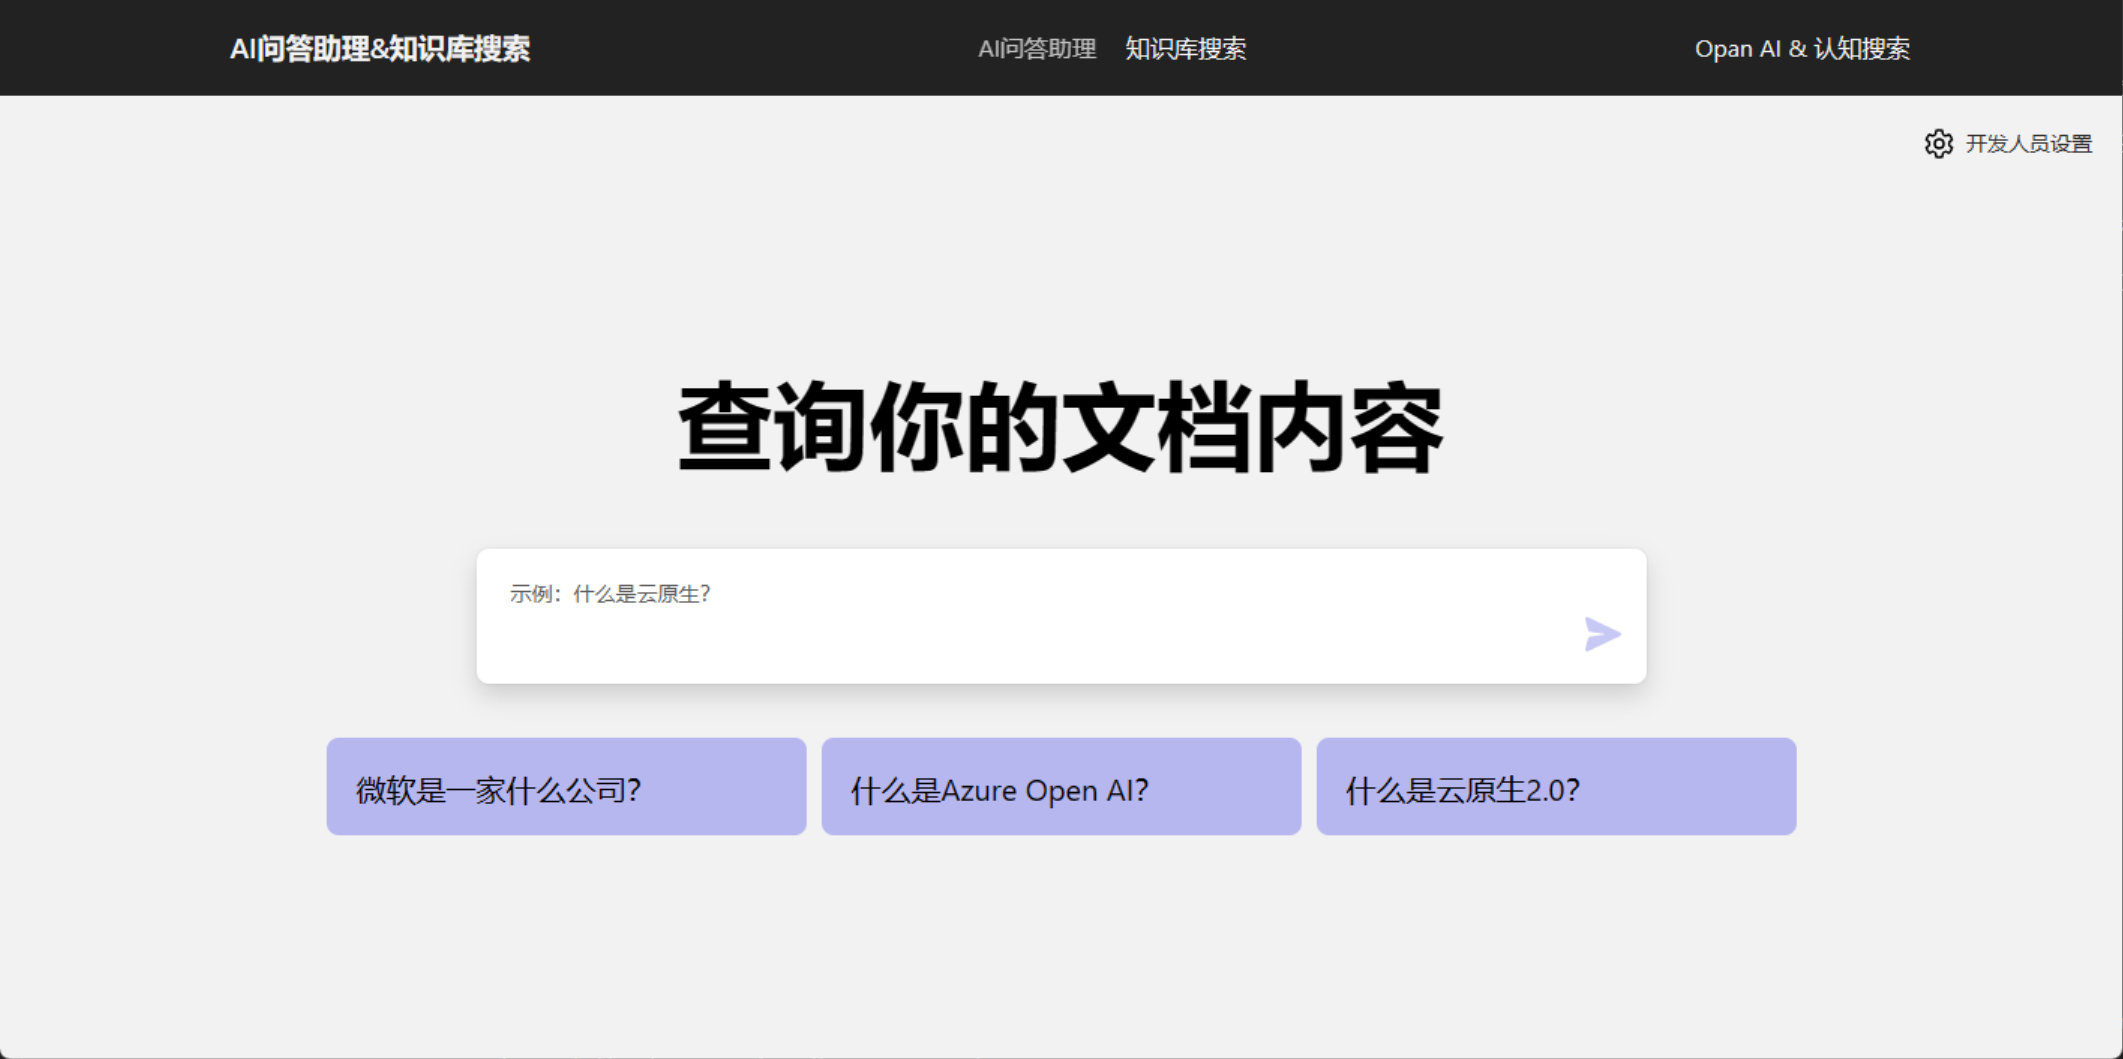 AI问答助理&知识库搜索
AI问答助理
知识库搜索
Opan AI & 认知搜索
开发人员设置
查询你的文档内容
示例：什么是云原生？
微软是一家什么公司？
什么是Azure Open AI？
什么是云原生2.0？